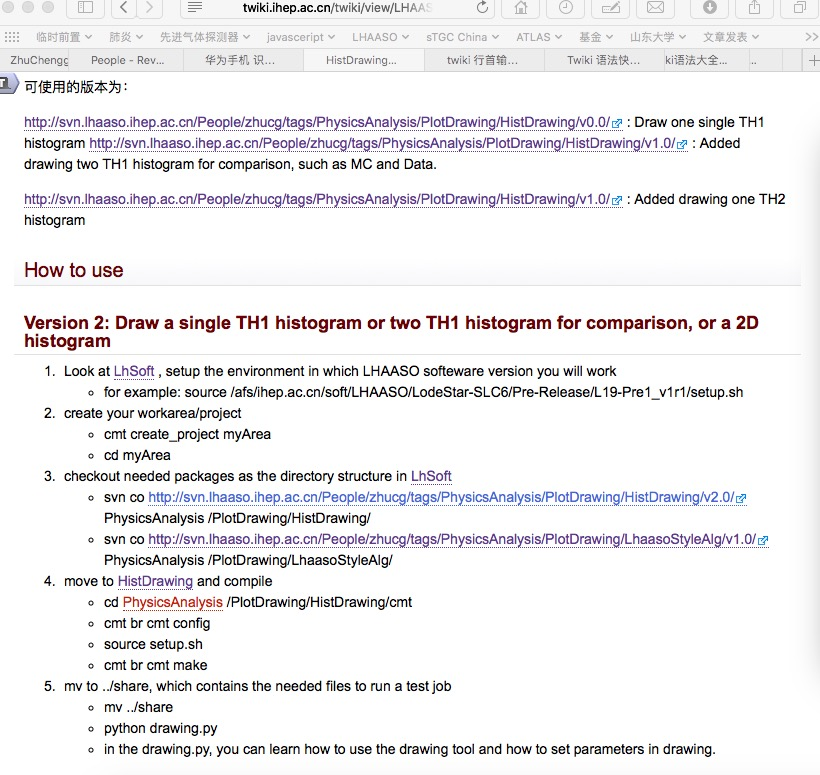 twiki.ihep.ac.cn/twiki/view/LHAAS
临时前置 肺炎 先进气体探测器 javascript LHAASO sTGC China ATLAS 基金 山东大学 文章发表 >>
ZhuChengg People - Rev... 华为手机 识... HistDrawing... twiki 行首输... Twiki 语法快... ki语法大全... .. +
可使用的版本为：
http://svn.lhaaso.ihep.ac.cn/People/zhucg/tags/PhysicsAnalysis/PlotDrawing/HistDrawing/v0.0/ : Draw one single TH1
histogram http://svn.lhaaso.ihep.ac.cn/People/zhucg/tags/PhysicsAnalysis/PlotDrawing/HistDrawing/v1.0/ : Added
drawing two TH1 histogram for comparison, such as MC and Data.
http://svn.lhaaso.ihep.ac.cn/People/zhucg/tags/PhysicsAnalysis/PlotDrawing/HistDrawing/v1.0/ : Added drawing one TH2
histogram
How to use
Version 2: Draw a single TH1 histogram or two TH1 histogram for comparison, or a 2D
histogram
1. Look at LhSoft , setup the environment in which LHAASO softeware version you will work
for example: source /afs/ihep.ac.cn/soft/LHAASO/LodeStar-SLC6/Pre-Release/L19-Pre1_v1r1/setup.sh
2. create your workarea/project
cmt create_project myArea
cd myArea
3. checkout needed packages as the directory structure in LhSoft
svn co http://svn.lhaaso.ihep.ac.cn/People/zhucg/tags/PhysicsAnalysis/PlotDrawing/HistDrawing/v2.0/
PhysicsAnalysis /PlotDrawing/HistDrawing/
svn co http://svn.lhaaso.ihep.ac.cn/People/zhucg/tags/PhysicsAnalysis/PlotDrawing/LhaasoStyleAlg/v1.0/
PhysicsAnalysis /PlotDrawing/LhaasoStyleAlg/
4. move to HistDrawing and compile
cd PhysicsAnalysis /PlotDrawing/HistDrawing/cmt
cmt br cmt config
source setup.sh
cmt br cmt make
5. mv to ../share, which contains the needed files to run a test job
mv ../share
python drawing.py
in the drawing.py, you can learn how to use the drawing tool and how to set parameters in drawing.